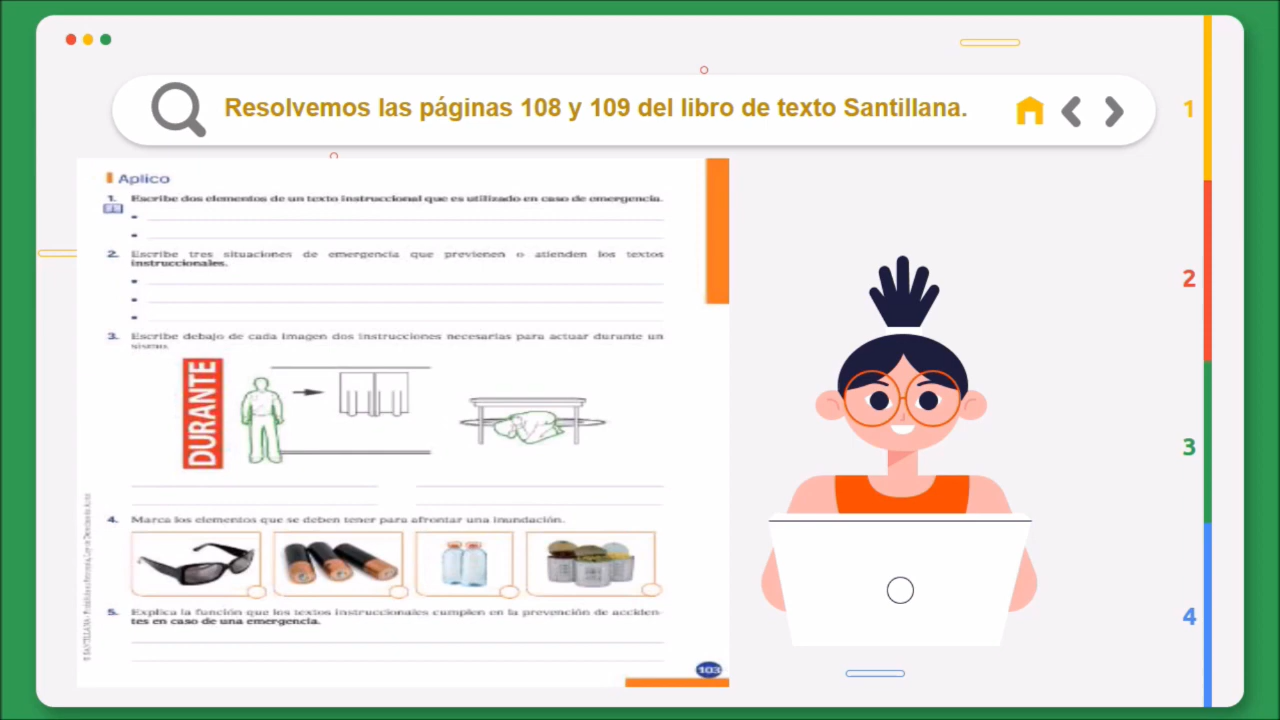 Resolvemos las páginas 108 y 109 del libro de texto Santillana.
1
2
3
4
Aplico
1. Escribe dos elementos de un texto instruccional que es utilizado en caso de emergencia.
2. Escribe tres situaciones de emergencia que previenen o atienden los textos
instruccionales.
3. Escribe debajo de cada imagen dos instrucciones necesarias para actuar durante un
sismo.
DURANTE
4. Marca los elementos que se deben tener para afrontar una inundación.
5. Explica la función que los textos instruccionales cumplen en la prevención de acciden-
tes en caso de una emergencia.
© SANTILLANA
103